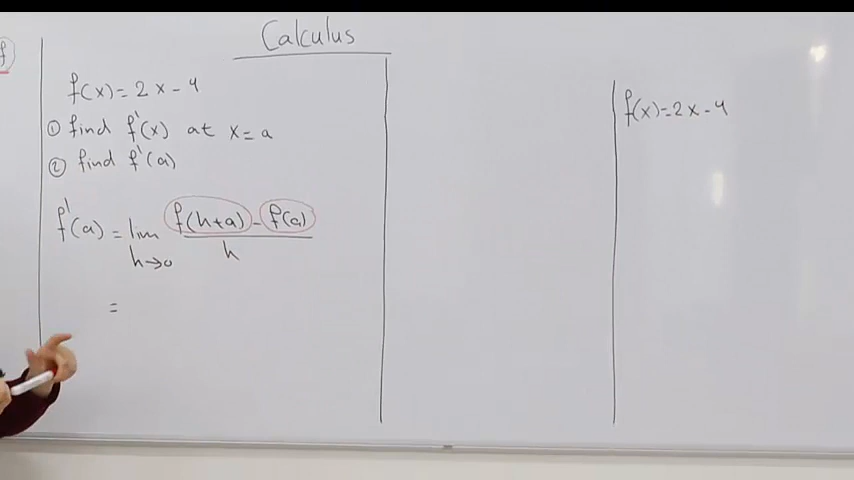 Calculus
f
f(x)=2x-4
① find f'(x) at x=a
② find f'(a)
f'(a) = lim f(h+a) - f(a)
h→0 h
=
f(x)=2x-4